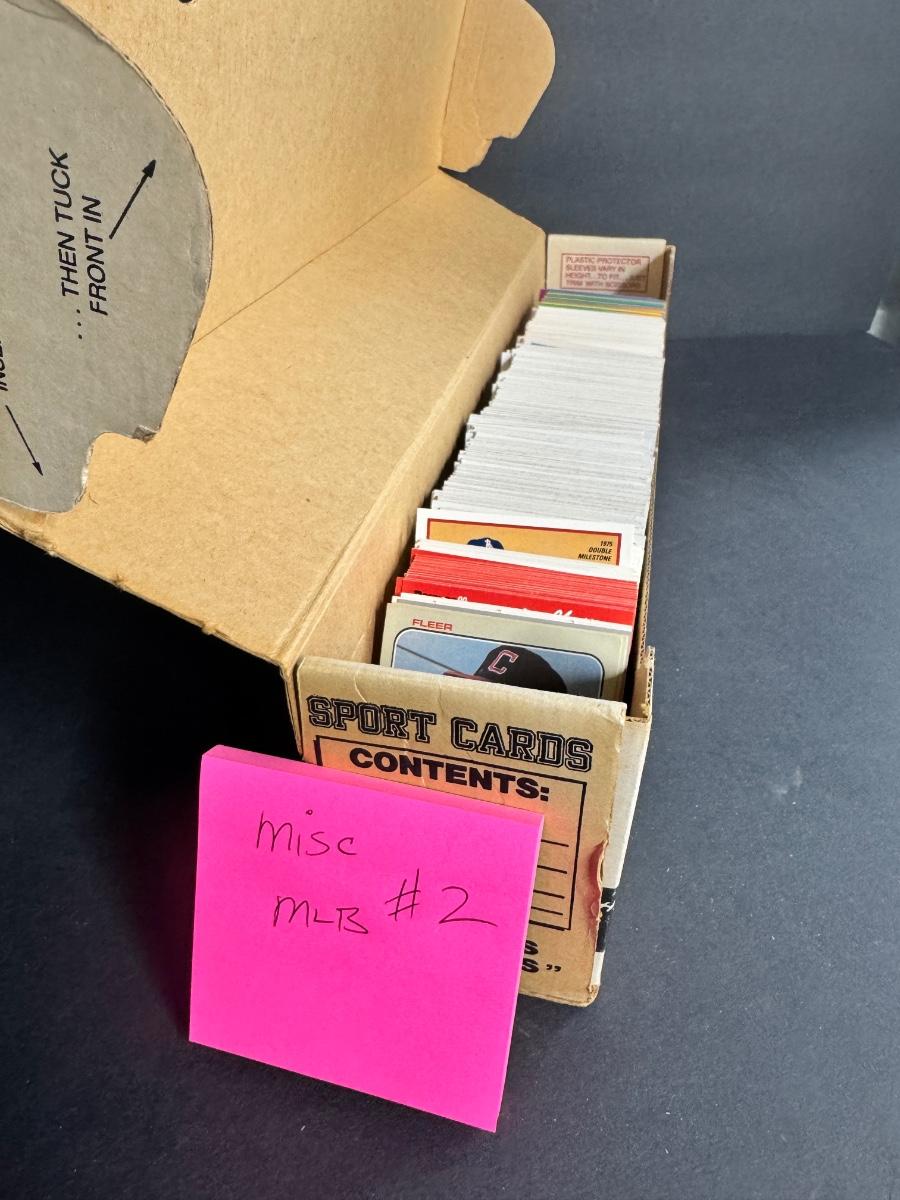 ... THEN TUCK
FRONT IN
PLASTIC PROTECTOR
SLEEVES VARY IN
HEIGHT... TO FIT,
TRIM WITH SCISSORS
1975
DOUBLE
MILESTONE
FLEER
C
SPORT CARDS
CONTENTS:
Misc
MLB #2
S
S”